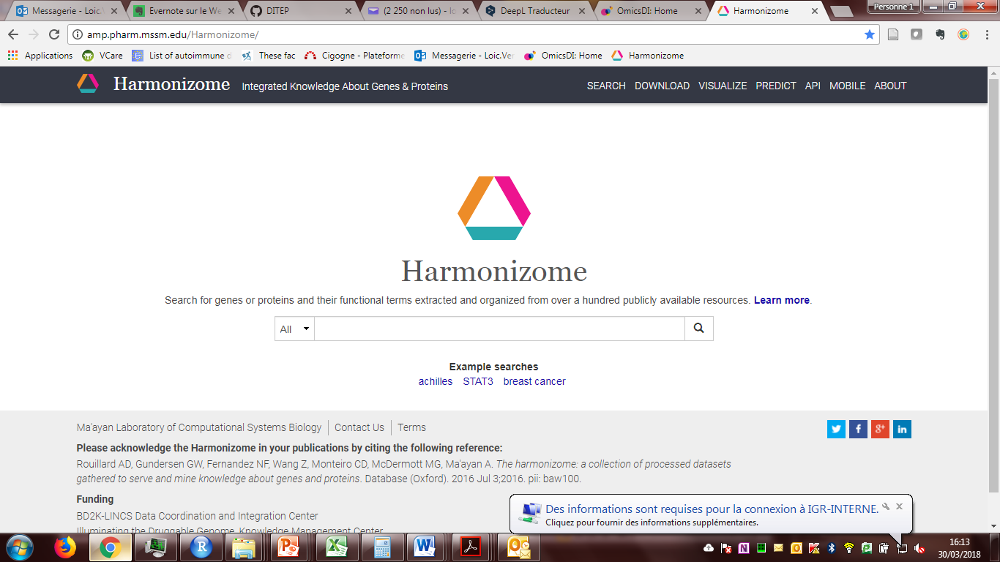 Messagerie - Loic.V
Evernote sur le We
DITEP
(2 250 non lus) - lo
DeepL Traducteur
OmicsDI: Home
Harmonizome
Personne 1
amp.pharm.mssm.edu/Harmonizome/
Applications
VCare
List of autoimmune d
These fac
Cigogne - Plateforme
Messagerie - Loic.Ver
OmicsDI: Home
Harmonizome
Harmonizome Integrated Knowledge About Genes & Proteins
SEARCH DOWNLOAD VISUALIZE PREDICT API MOBILE ABOUT
Harmonizome
Search for genes or proteins and their functional terms extracted and organized from over a hundred publicly available resources. Learn more.
All
Example searches
achilles STAT3 breast cancer
Ma'ayan Laboratory of Computational Systems Biology Contact Us Terms
Please acknowledge the Harmonizome in your publications by citing the following reference:
Rouillard AD, Gundersen GW, Fernandez NF, Wang Z, Monteiro CD, McDermott MG, Ma'ayan A. The harmonizome: a collection of processed datasets
gathered to serve and mine knowledge about genes and proteins. Database (Oxford). 2016 Jul 3;2016. pii: baw100.
Funding
BD2K-LINCS Data Coordination and Integration Center
Illuminating the Druggable Genome, Knowledge Management Center
Des informations sont requises pour la connexion à IGR-INTERNE.
Cliquez pour fournir des informations supplémentaires.
16:13
30/03/2018